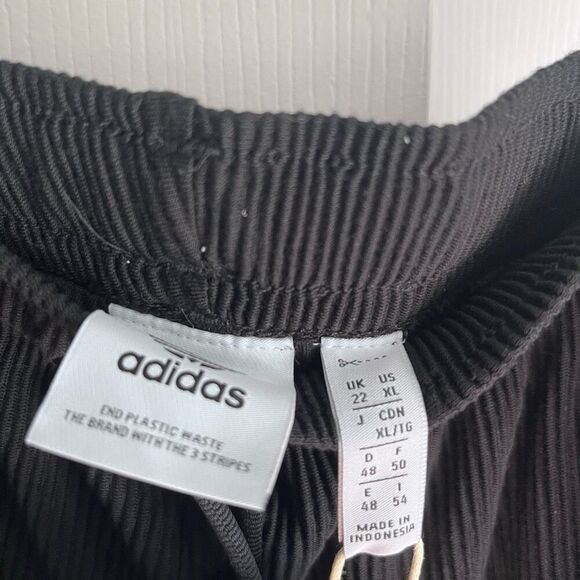 adidas
END PLASTIC WASTE
THE BRAND WITH THE 3 STRIPES
UK US
22 XL
J CDN
XL/TG
D F
48 50
E I
48 54
MADE IN
INDONESIA